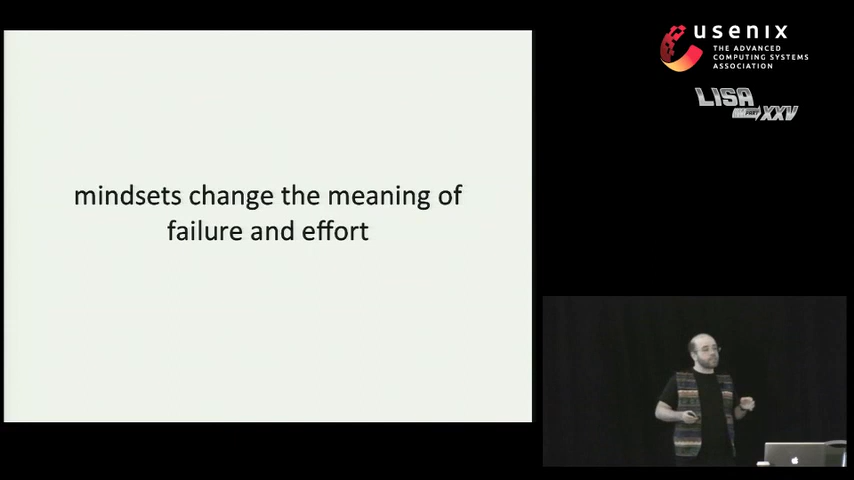 usenix
THE ADVANCED
COMPUTING SYSTEMS
ASSOCIATION
LISA
XXV
mindsets change the meaning of
failure and effort